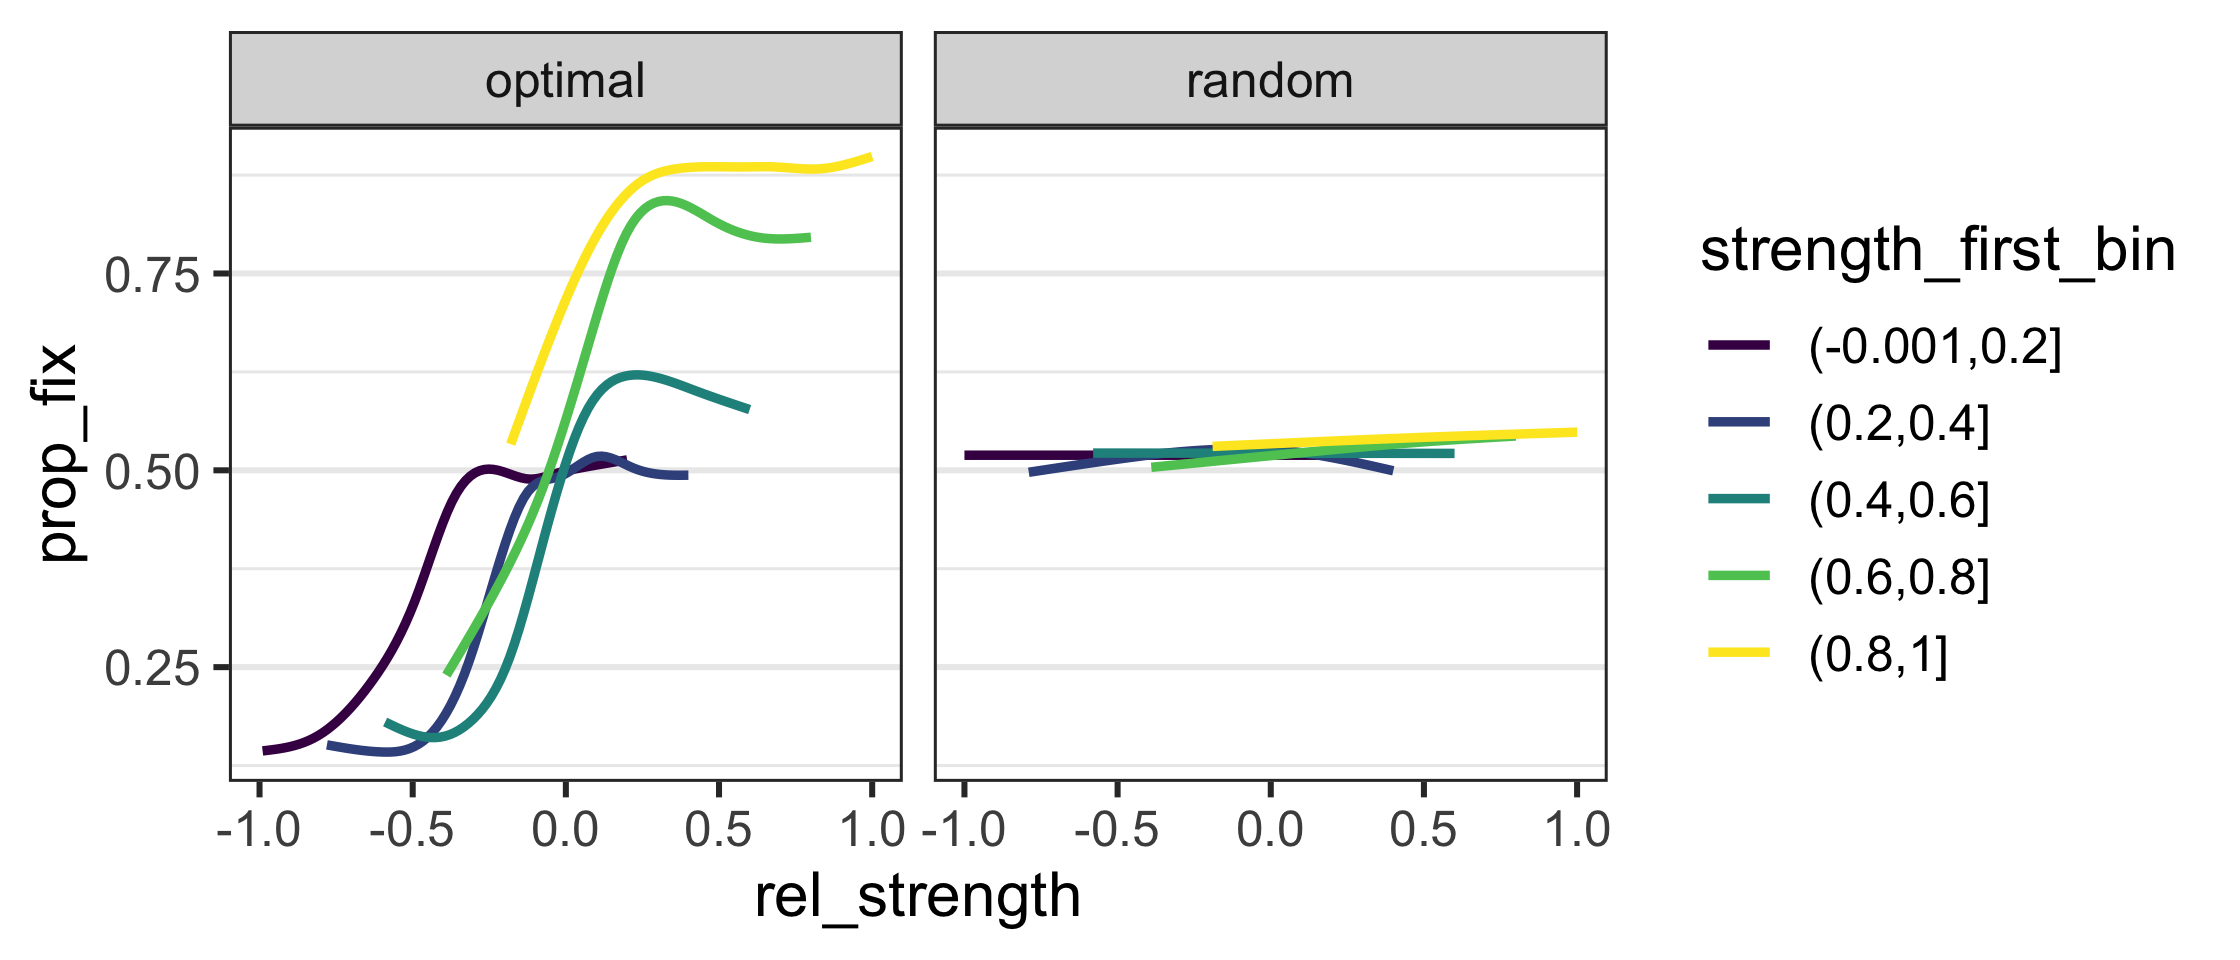 optimal
random
prop_fix
0.75
0.50
0.25
-1.0 -0.5 0.0 0.5 1.0
-1.0 -0.5 0.0 0.5 1.0
rel_strength
strength_first_bin
(-0.001,0.2]
(0.2,0.4]
(0.4,0.6]
(0.6,0.8]
(0.8,1]